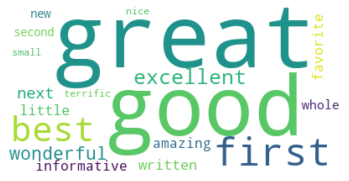 new
nice
second
great
favorite
small
excellent
next
terrific
good
whole
little
best
amazing
first
wonderful
informative
written